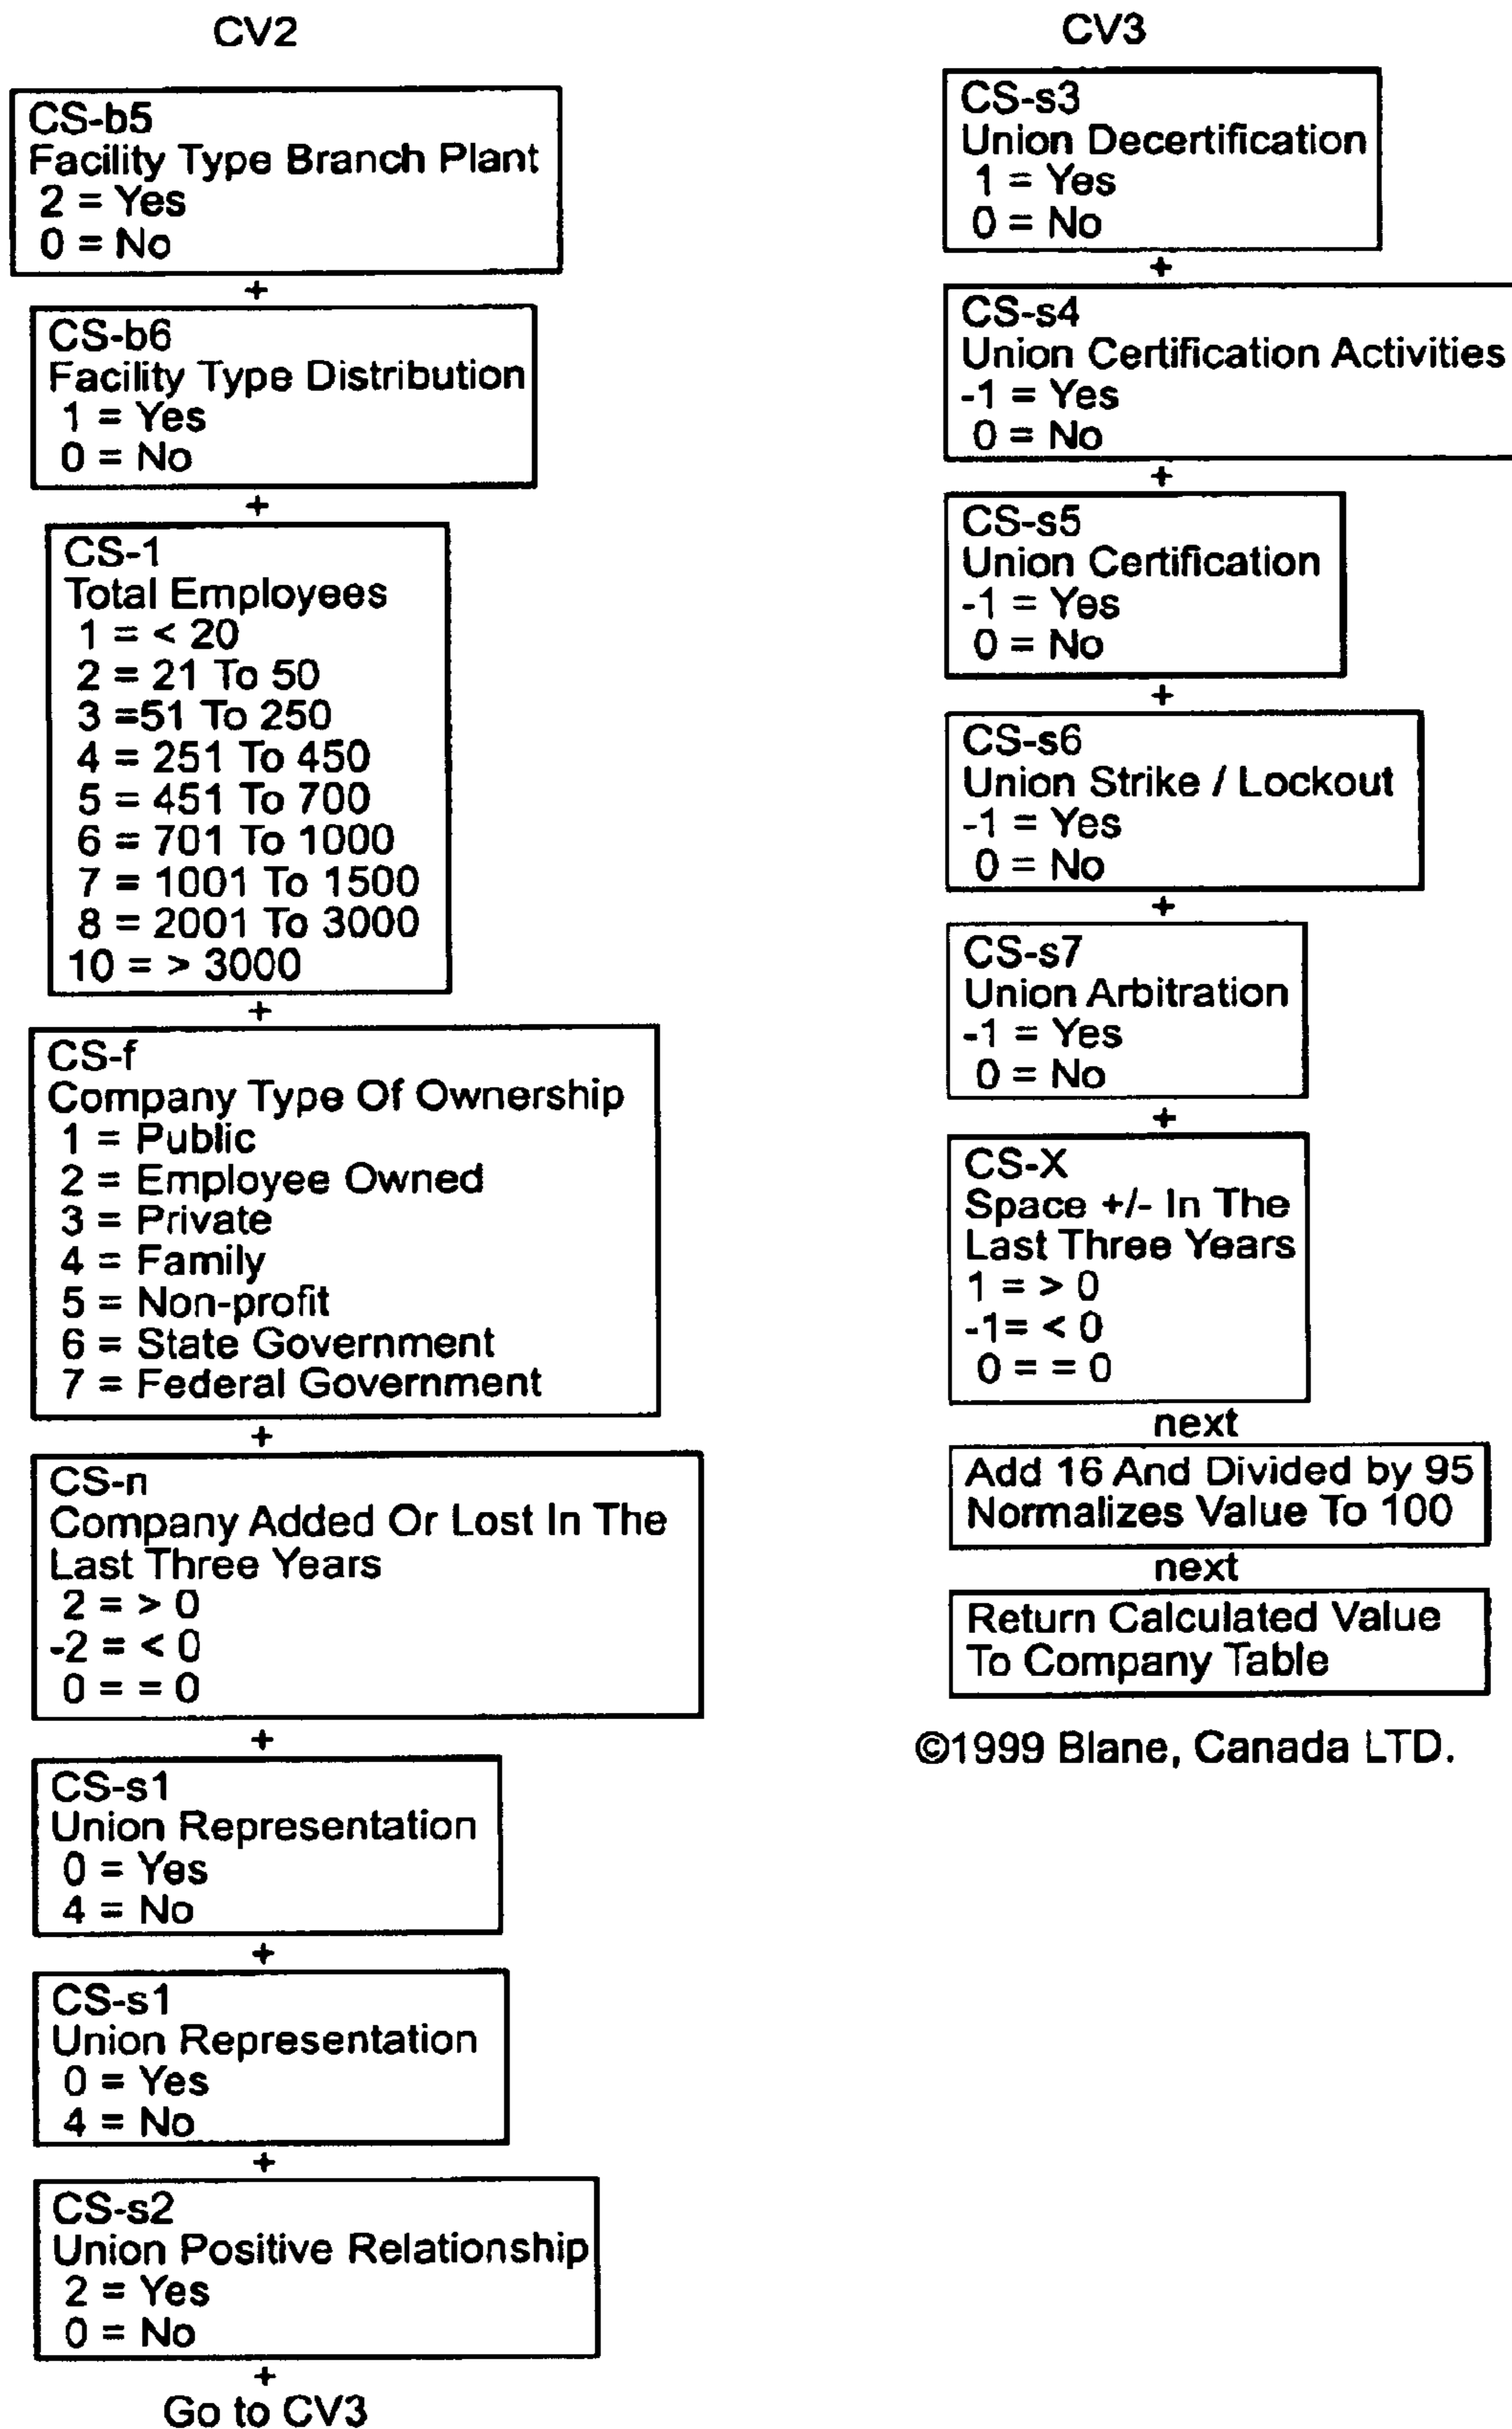 CV2
CS-b5
Facility Type Branch Plant
2 = Yes
0 = No
+
CS-b6
Facility Type Distribution
1 = Yes
0 = No
+
CS-1
Total Employees
1 = < 20
2 = 21 To 50
3 =51 To 250
4 = 251 To 450
5 = 451 To 700
6 = 701 To 1000
7 = 1001 To 1500
8 = 2001 To 3000
10 = > 3000
+
CS-f
Company Type Of Ownership
1 = Public
2 = Employee Owned
3 = Private
4 = Family
5 = Non-profit
6 = State Government
7 = Federal Government
+
CS-n
Company Added Or Lost In The
Last Three Years
2 = > 0
-2 = < 0
0 = = 0
+
CS-s1
Union Representation
0 = Yes
4 = No
+
CS-s1
Union Representation
0 = Yes
4 = No
+
CS-s2
Union Positive Relationship
2 = Yes
0 = No
+
Go to CV3
CV3
CS-s3
Union Decertification
1 = Yes
0 = No
+
CS-s4
Union Certification Activities
-1 = Yes
0 = No
+
CS-s5
Union Certification
-1 = Yes
0 = No
+
CS-s6
Union Strike / Lockout
-1 = Yes
0 = No
+
CS-s7
Union Arbitration
-1 = Yes
0 = No
+
CS-X
Space +/- In The
Last Three Years
1 = > 0
-1= < 0
0 = = 0
next
Add 16 And Divided by 95
Normalizes Value To 100
next
Return Calculated Value
To Company Table
©1999 Blane, Canada LTD.